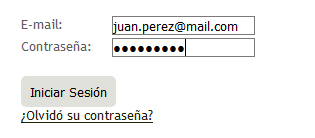 E-mail: juan.perez@mail.com
Contraseña: ●●●●●●●●●
Iniciar Sesión
¿Olvidó su contraseña?